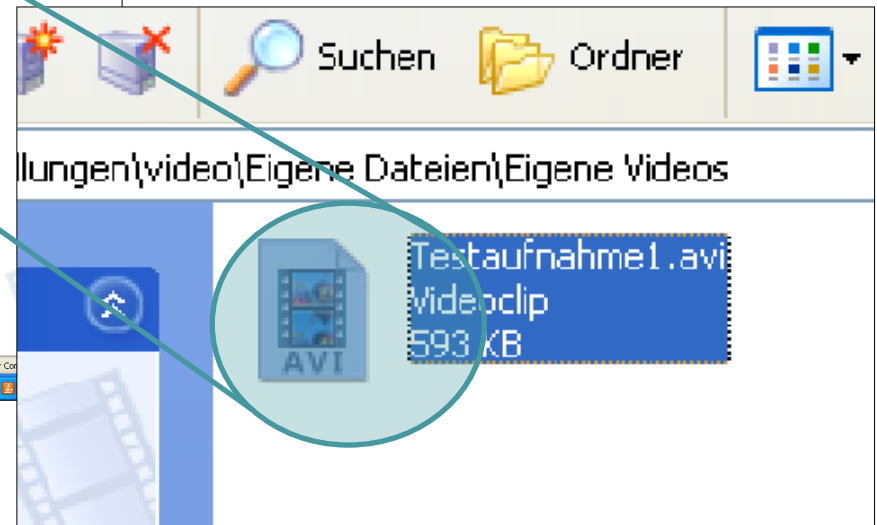 Suchen Ordner
llungen\video\Eigene Dateien\Eigene Videos
Testaufnahme1.avi
Videoclip
593 KB
AVI